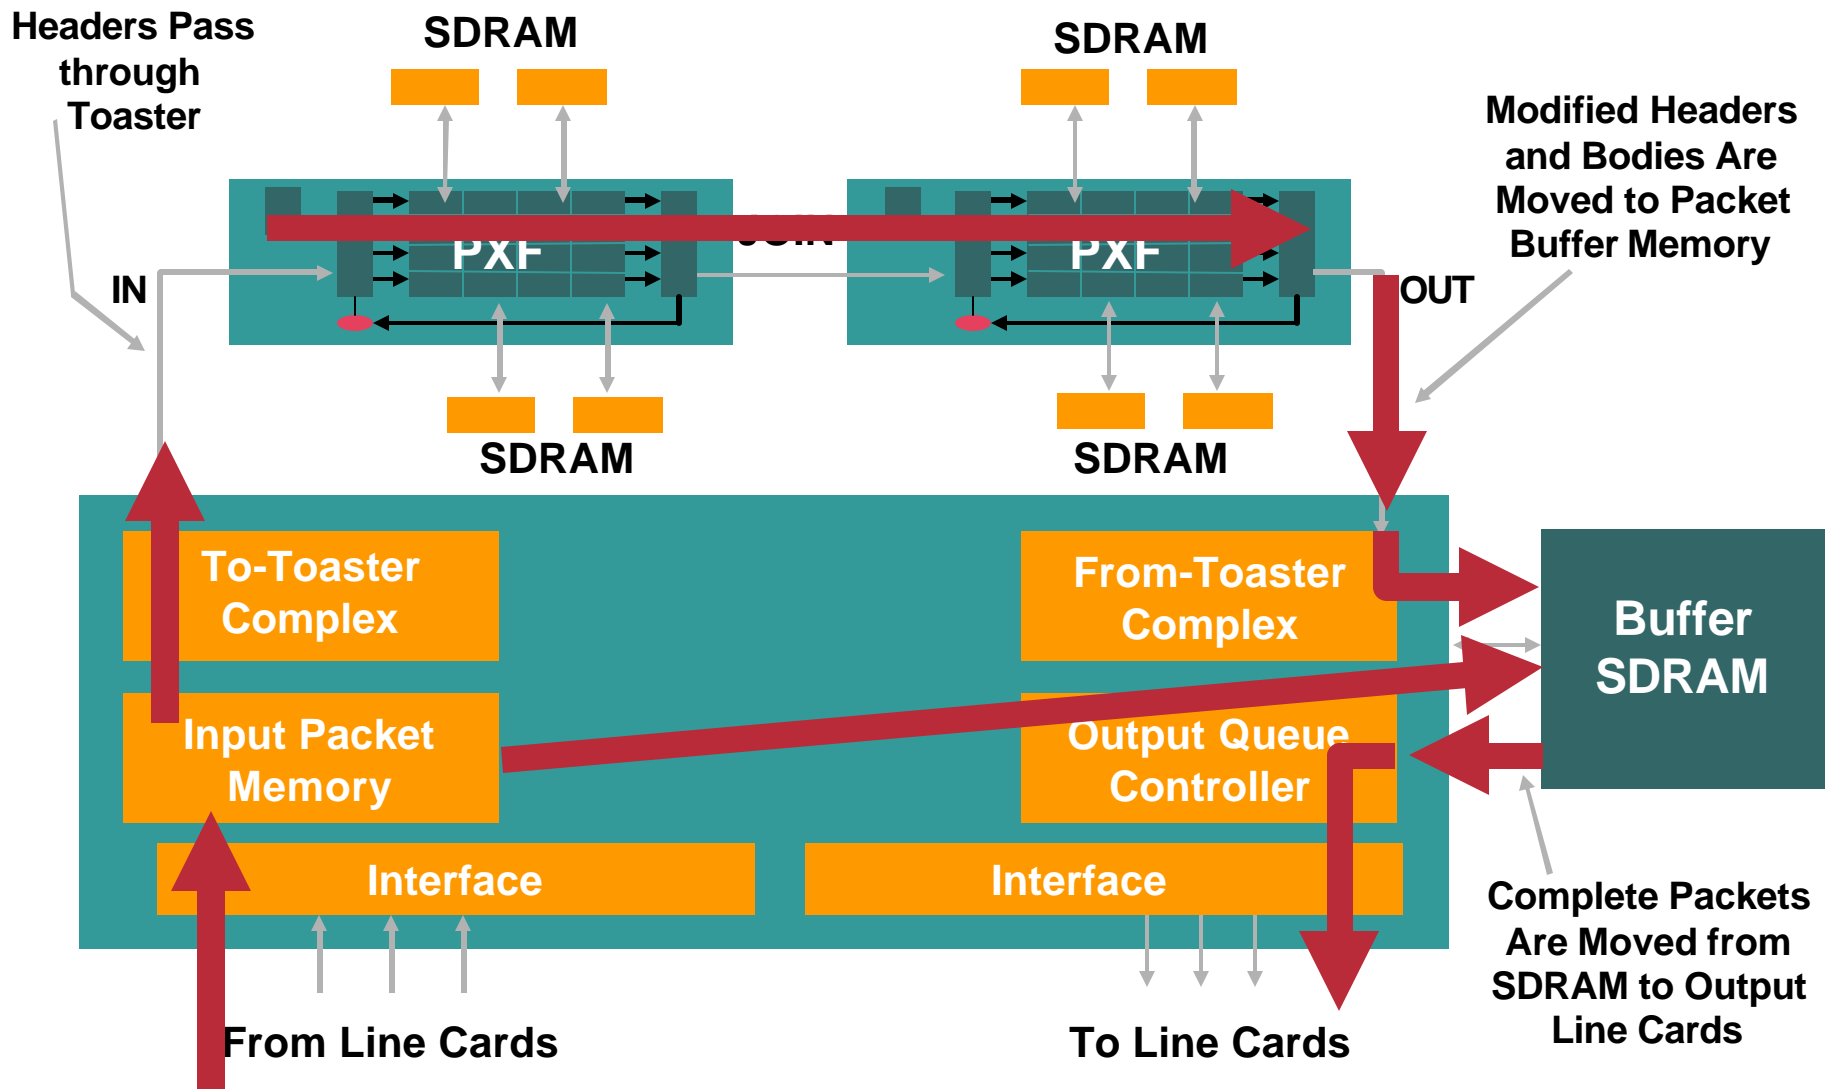 Headers Pass
through
Toaster
SDRAM
SDRAM
Modified Headers
and Bodies Are
Moved to Packet
Buffer Memory
IN
PXF
JOIN
PXF
OUT
SDRAM
SDRAM
To-Toaster
Complex
From-Toaster
Complex
Buffer
SDRAM
Input Packet
Memory
Output Queue
Controller
Interface
Interface
Complete Packets
Are Moved from
SDRAM to Output
Line Cards
From Line Cards
To Line Cards